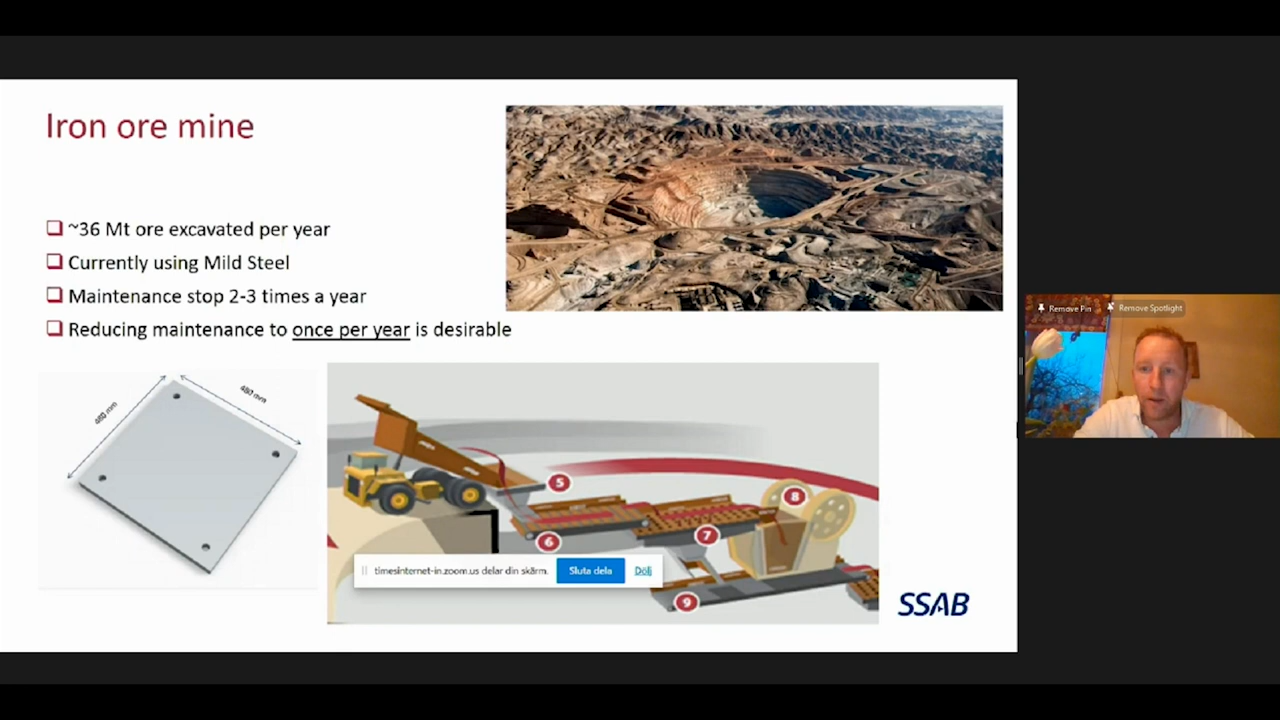 Iron ore mine
~36 Mt ore excavated per year
Currently using Mild Steel
Maintenance stop 2-3 times a year
Reducing maintenance to once per year is desirable
480 mm
480 mm
5
6
7
8
9
timesinternet-in.zoom.us delar din skärm.
Sluta dela
Dölj
SSAB
Remove Pin
Remove Spotlight